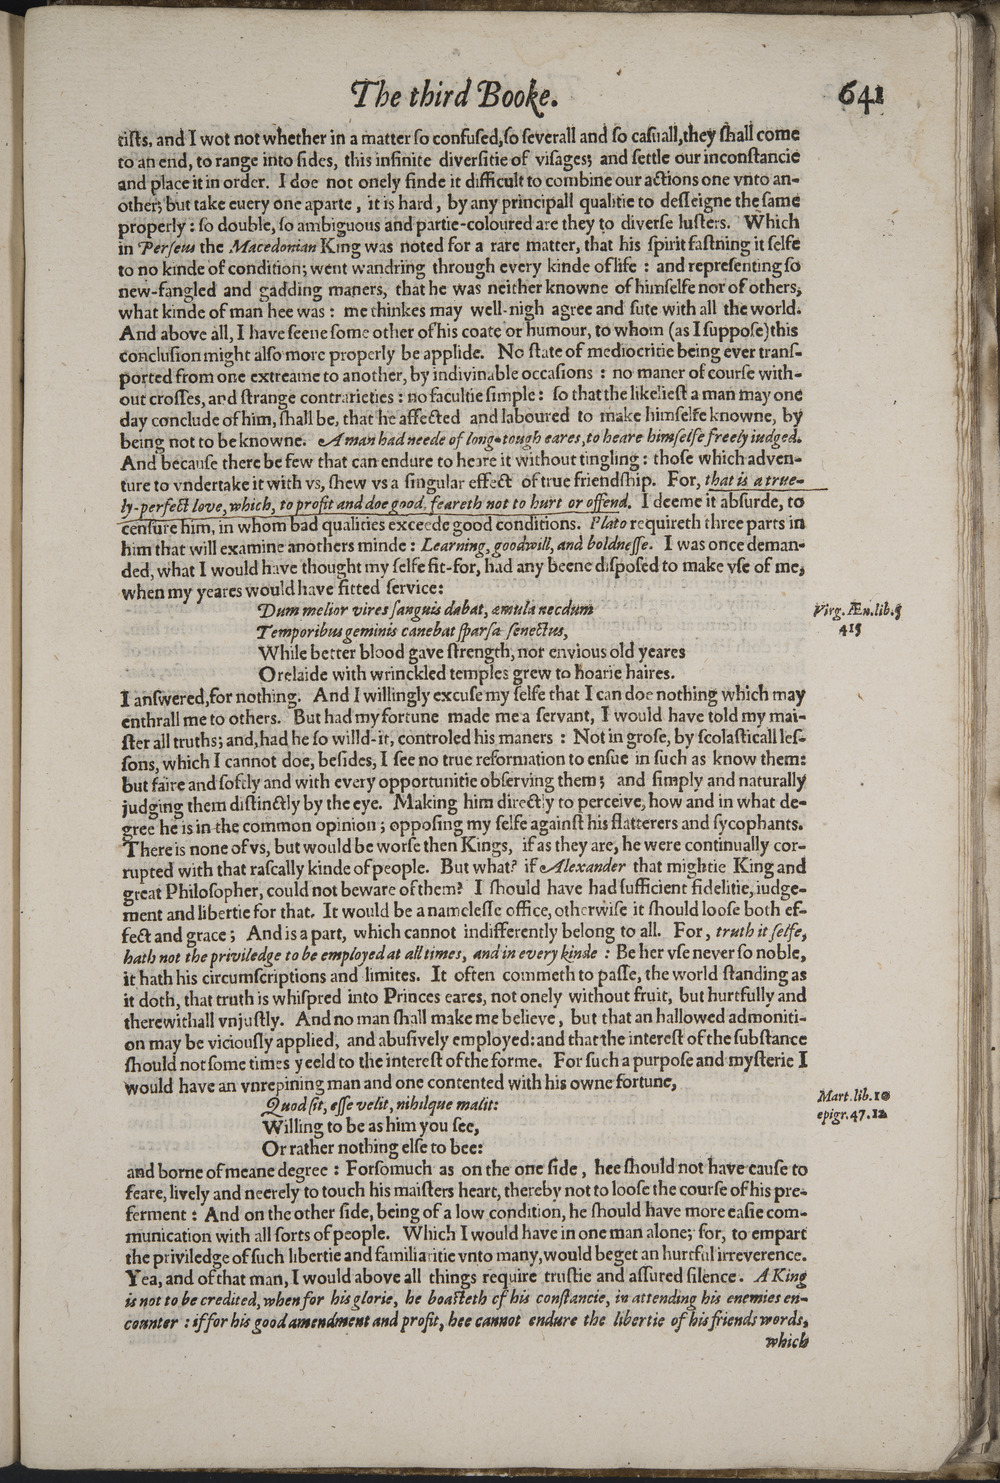 The third Booke.
641
tiſts, and I wot not whether in a matter ſo confuſed, ſo ſeverall and ſo caſuall, they ſhall come
to an end, to range into ſides, this infinite diverſitie of viſages; and ſettle our inconſtancie
and place it in order. I doe not onely finde it difficult to combine our actions one vnto an-
other; but take euery one aparte, it is hard, by any principall qualitie to deſſeigne the ſame
properly: ſo double, ſo ambiguous and partie-coloured are they to diverſe luſters. Which
in Perſeus the Macedonian King was noted for a rare matter, that his ſpirit faſtning it ſelfe
to no kinde of condition; went wandring through every kinde of life: and repreſenting ſo
new-fangled and gadding maners, that he was neither knowne of himſelfe nor of others,
what kinde of man hee was: me thinkes may well-nigh agree and ſute with all the world.
And above all, I have ſeene ſome other of his coate or humour, to whom (as I ſuppoſe) this
concluſion might alſo more properly be applide. No ſtate of mediocritie being ever tranſ-
ported from one extreame to another, by indivinable occaſions: no maner of courſe with-
out croſſes, and ſtrange contrarieties: no facultie ſimple: ſo that the likelieſt a man may one
day conclude of him, ſhall be, that he affected and laboured to make himſelfe knowne, by
being not to be knowne. A man had neede of long-tough eares, to heare himſelfe freely iudged.
And becauſe there be few that can endure to heare it without tingling: thoſe which adven-
ture to vndertake it with vs, ſhew vs a ſingular effect of true friendſhip. For, that is a true-
ly-perfect love, which, to profit and doe good, feareth not to hurt or offend. I deeme it abſurde, to
cenſure him, in whom bad qualities exceede good conditions. Plato requireth three parts in
him that will examine anothers minde: Learning, goodwill, and boldneſſe. I was once deman-
ded, what I would have thought my ſelfe fit-for, had any beene diſpoſed to make vſe of me,
when my yeares would have fitted ſervice:
Dum melior vires ſanguis dabat, æmula necdum
Temporibus geminis canebat ſparſa ſenectus,
Virg. Æn. lib. 5
415
While better blood gave ſtrength, nor envious old yeares
Orelaide with wrinckled temples grew to hoarie haires.
I anſwered, for nothing. And I willingly excuſe my ſelfe that I can doe nothing which may
enthrall me to others. But had my fortune made me a ſervant, I would have told my mai-
ſter all truths; and, had he ſo willd-it, controled his maners: Not in groſe, by ſcolaſticall leſ-
ſons, which I cannot doe, beſides, I ſee no true reformation to enſue in ſuch as know them:
but faire and ſoftly and with every opportunitie obſerving them; and ſimply and naturally
judging them diſtinctly by the eye. Making him directly to perceive, how and in what de-
gree he is in the common opinion; oppoſing my ſelfe againſt his flatterers and ſycophants.
There is none of vs, but would be worſe then Kings, if as they are, he were continually cor-
rupted with that raſcally kinde of people. But what? if Alexander that mightie King and
great Philoſopher, could not beware of them? I ſhould have had ſufficient fidelitie, iudge-
ment and libertie for that. It would be a nameleſſe office, otherwiſe it ſhould looſe both ef-
fect and grace; And is a part, which cannot indifferently belong to all. For, truth it ſelfe,
hath not the priviledge to be employed at all times, and in every kinde: Be her vſe never ſo noble,
it hath his circumſcriptions and limites. It often commeth to paſſe, the world ſtanding as
it doth, that truth is whiſpred into Princes eares, not onely without fruit, but hurtfully and
therewithall vnjuſtly. And no man ſhall make me believe, but that an hallowed admoniti-
on may be viciouſly applied, and abuſively employed: and that the intereſt of the ſubſtance
ſhould not ſome times yeeld to the intereſt of the forme. For ſuch a purpoſe and myſterie I
would have an vnrepining man and one contented with his owne fortune,
Quod ſit, eſſe velit, nihilque malit:
Mart. lib. 10
epigr. 47. 12
Willing to be as him you ſee,
Or rather nothing elſe to bee:
and borne of meane degree: Forſomuch as on the one ſide, hee ſhould not have cauſe to
feare, lively and neerely to touch his maiſters heart, thereby not to looſe the courſe of his pre-
ferment: And on the other ſide, being of a low condition, he ſhould have more eaſie com-
munication with all ſorts of people. Which I would have in one man alone; for, to empart
the priviledge of ſuch libertie and familiaritie vnto many, would beget an hurtful irreverence.
Yea, and of that man, I would above all things require truſtie and aſſured ſilence. A King
is not to be credited, when for his glorie, he boaſteth of his conſtancie, in attending his enemies en-
counter: if for his good amendment and profit, hee cannot endure the libertie of his friends words,
which